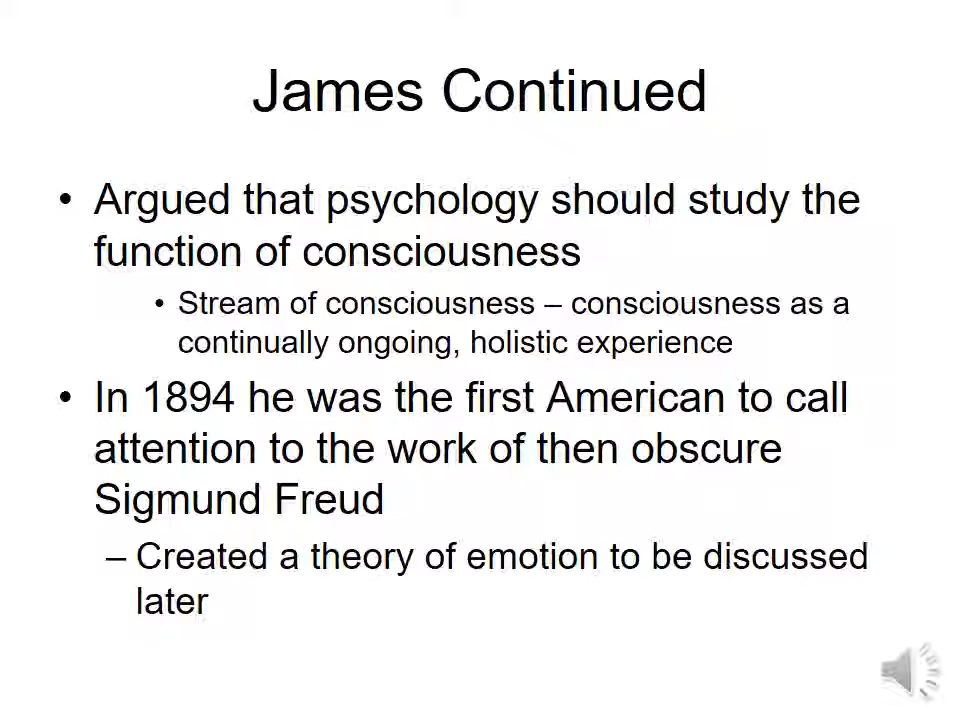 James Continued
• Argued that psychology should study the
function of consciousness
• Stream of consciousness – consciousness as a
continually ongoing, holistic experience
• In 1894 he was the first American to call
attention to the work of then obscure
Sigmund Freud
– Created a theory of emotion to be discussed
later